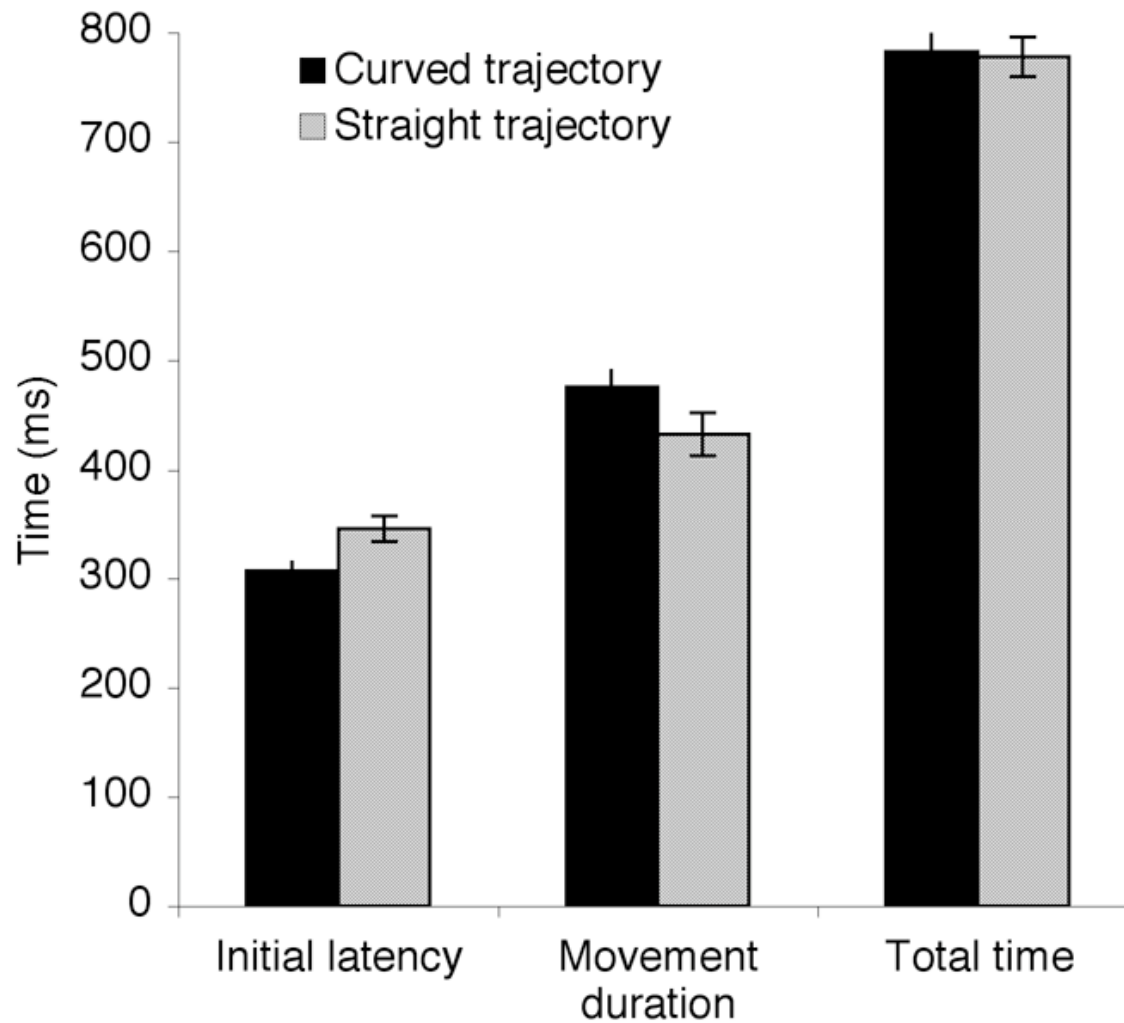 800
700
600
500
400
300
200
100
0
Time (ms)
Curved trajectory
Straight trajectory
Initial latency
Movement
duration
Total time